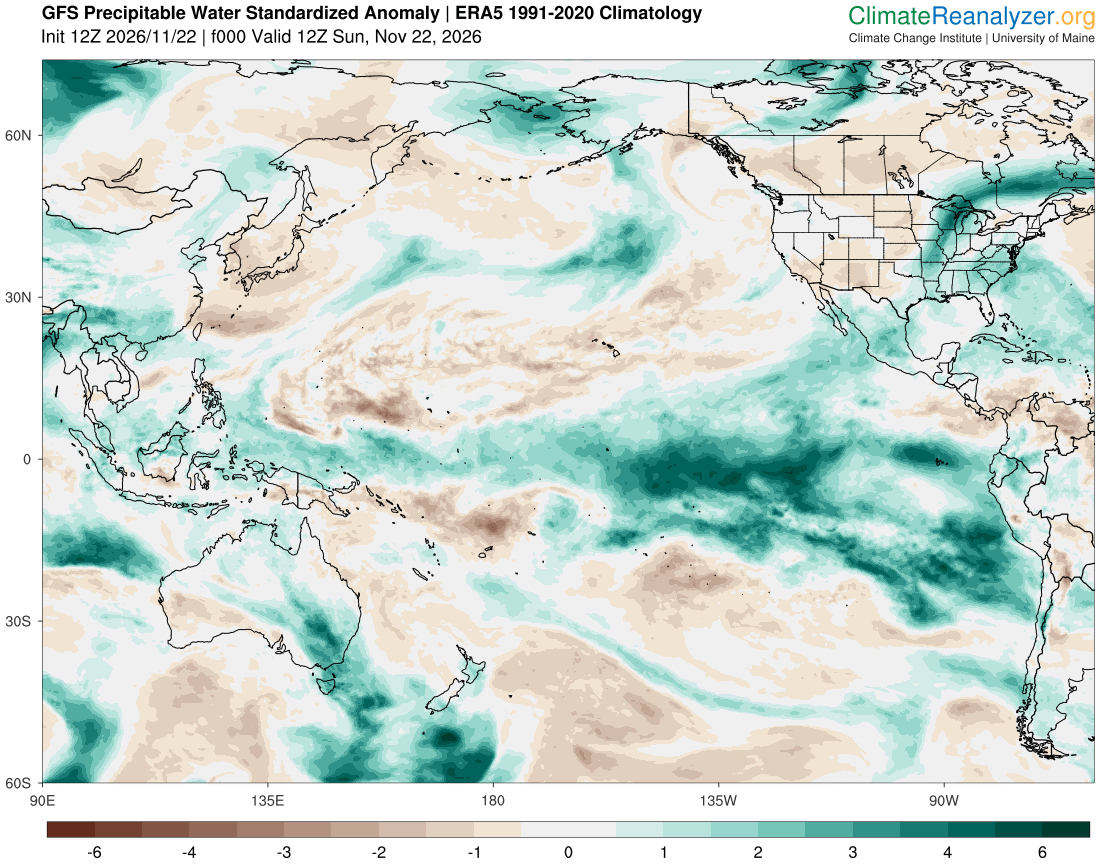 GFS Precipitable Water Standardized Anomaly | ERA5 1991-2020 Climatology
Init 12Z 2026/11/22 | f000 Valid 12Z Sun, Nov 22, 2026
ClimateReanalyzer.org
Climate Change Institute | University of Maine
60N
30N
0
30S
60S
90E 135E 180 135W 90W
-6 -4 -3 -2 -1 0 1 2 3 4 6